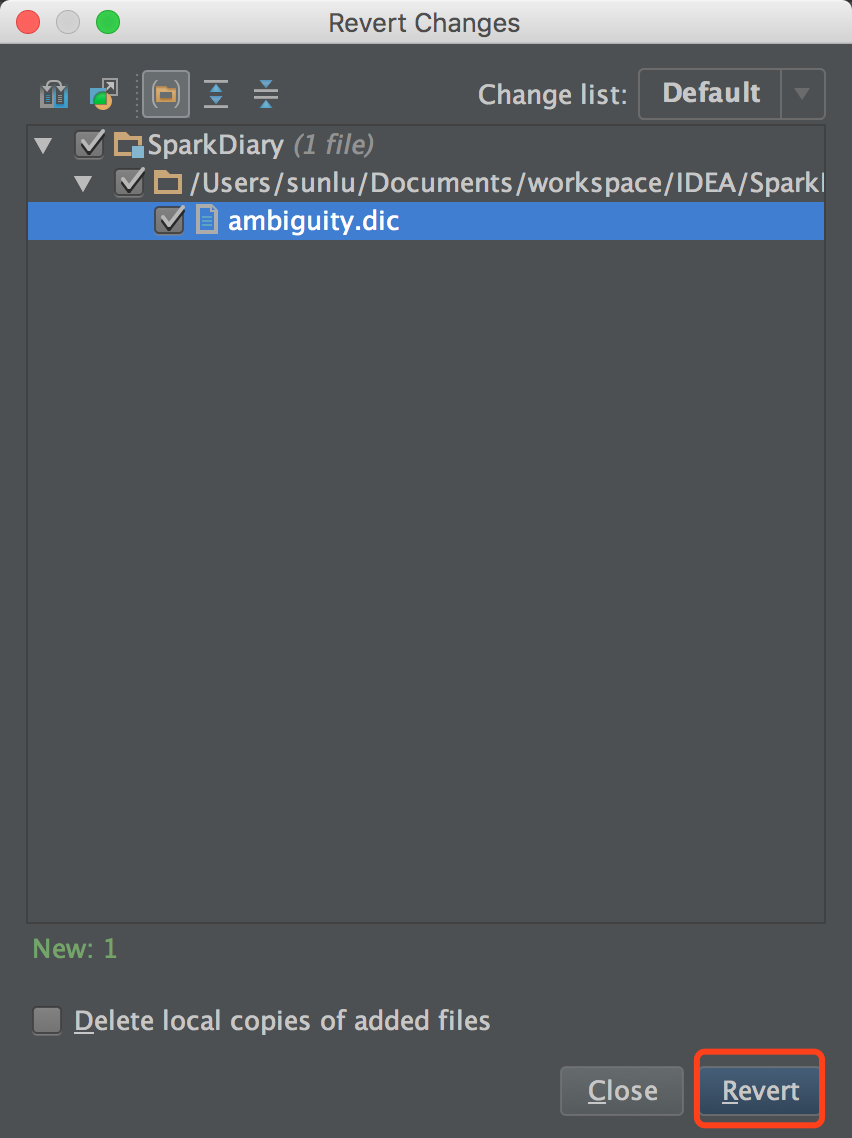 Revert Changes
Change list: Default
SparkDiary (1 file)
/Users/sunlu/Documents/workspace/IDEA/Spark
ambiguity.dic
New: 1
Delete local copies of added files
Close Revert